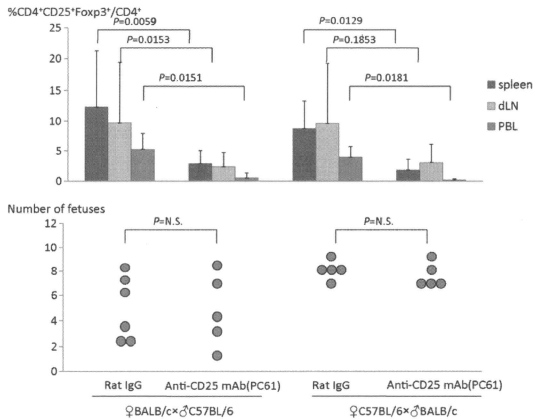 %CD4⁺CD25⁺Foxp3⁺/CD4⁺
P=0.0059
P=0.0129
P=0.0153
P=0.1853
P=0.0151
P=0.0181
25
20
15
10
5
0
spleen
dLN
PBL
Number of fetuses
P=N.S.
P=N.S.
12
10
8
6
4
2
0
Rat IgG
Anti-CD25 mAb(PC61)
Rat IgG
Anti-CD25 mAb(PC61)
♀BALB/c×♂C57BL/6
♀C57BL/6×♂BALB/c